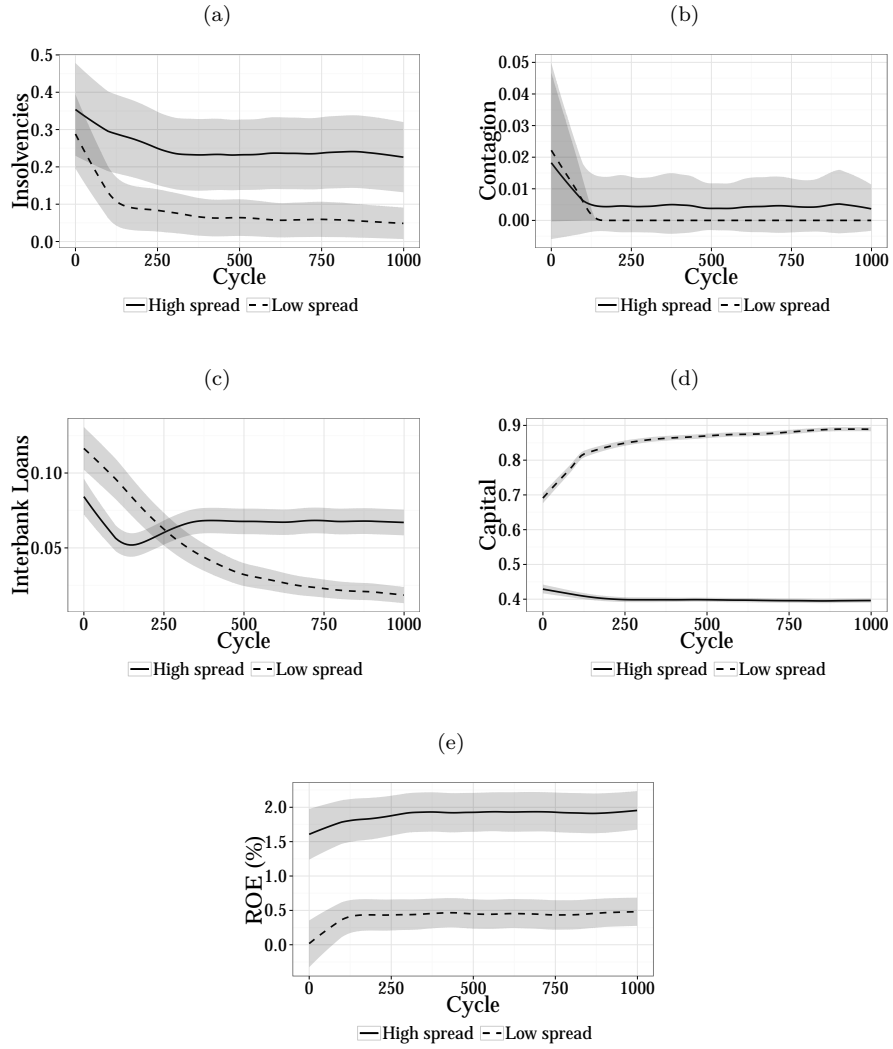 (a)
Insolvencies
0.5
0.4
0.3
0.2
0.1
0.0
0 250 500 750 1000
Cycle
High spread Low spread
(b)
Contagion
0.05
0.04
0.03
0.02
0.01
0.00
0 250 500 750 1000
Cycle
High spread Low spread
(c)
Interbank Loans
0.10
0.05
0 250 500 750 1000
Cycle
High spread Low spread
(d)
Capital
0.9
0.8
0.7
0.6
0.5
0.4
0 250 500 750 1000
Cycle
High spread Low spread
(e)
ROE (%)
2.0
1.5
1.0
0.5
0.0
0 250 500 750 1000
Cycle
High spread Low spread